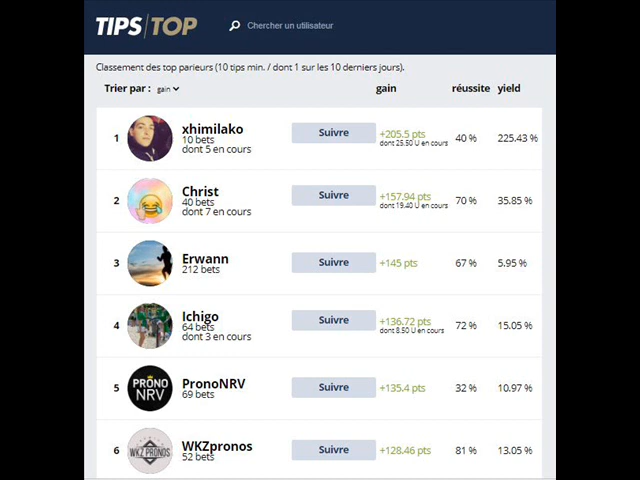 TIPS TOP
Chercher un utilisateur
Classement des top parieurs (10 tips min. / dont 1 sur les 10 derniers jours).
Trier par : gain gain réussite yield
1 xhimilako Suivre +205.5 pts 40 % 225.43 %
10 bets dont 25.50 U en cours
dont 5 en cours
2 Christ Suivre +157.94 pts 70 % 35.85 %
40 bets dont 19.40 U en cours
dont 7 en cours
3 Erwann Suivre +145 pts 67 % 5.95 %
212 bets
4 Ichigo Suivre +136.72 pts 72 % 15.05 %
64 bets dont 8.50 U en cours
dont 3 en cours
5 PRONO NRV PronoNRV Suivre +135.4 pts 32 % 10.97 %
69 bets
6 WKZ PRONOS WKZpronos Suivre +128.46 pts 81 % 13.05 %
52 bets